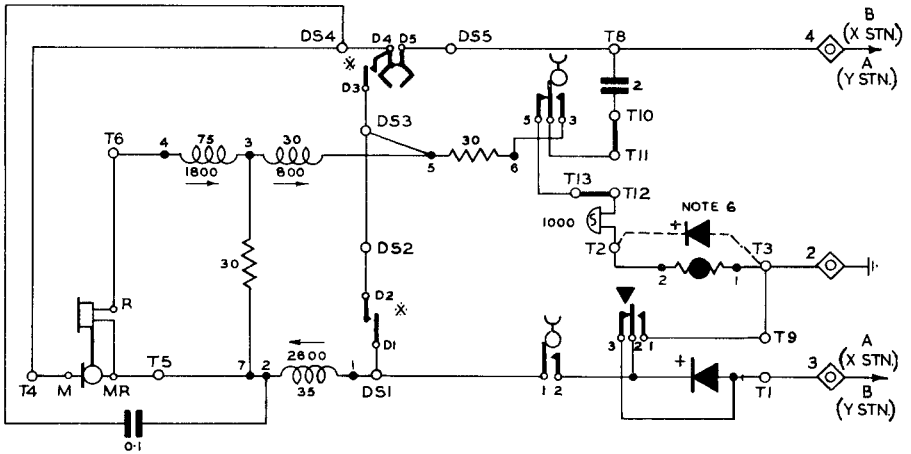 B
(X STN.)
4
A
(Y STN.)
DS4
D4 D5
DS5
T8
※
D3
2
5
3
T10
DS3
30
T6
4
75
3
30
1800
800
5
6
T11
T13
T12
1000
S
NOTE 6
+
T2
T3
2
2
1
DS2
30
D2
※
R
D1
3 2 1
T9
2600
A
(X STN.)
T4
M
MR
T5
7
2
35
1
DS1
1 2
+
T1
3
B
(Y STN.)
0·1